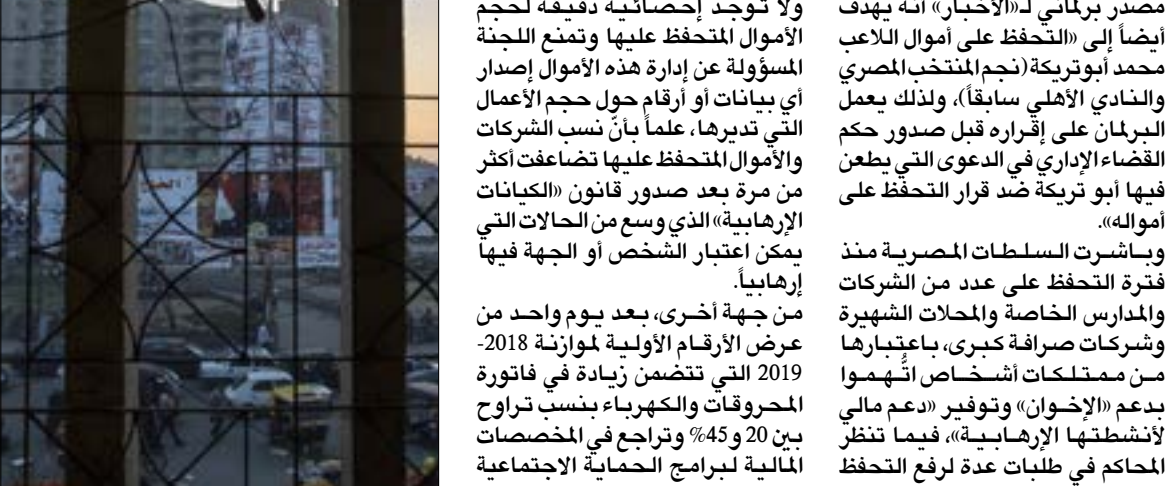 مصدر برلماني لـ«الأخبار» أنه يهدف
أيضاً إلى «التحفظ على أموال اللاعب
محمد أبوتريكة (نجم المنتخب المصري
والنادي الأهلي سابقاً)، ولذلك يعمل
البرلمان على إقراره قبل صدور حكم
القضاء الإداري في الدعوى التي يطعن
فيها أبو تريكة ضد قرار التحفظ على
أمواله».
وباشرت السلطات المصرية منذ
فترة التحفظ على عدد من الشركات
والمدارس الخاصة والمحلات الشهيرة
وشركات صرافة كبرى، باعتبارها
من ممتلكات أشخاص اتُّهموا
بدعم «الإخوان» وتوفير «دعم مالي
لأنشطتها الإرهابية»، فيما تنظر
المحاكم في طلبات عدة لرفع التحفظ
ولا توجد إحصائية دقيقة لحجم
الأموال المتحفظ عليها وتمنع اللجنة
المسؤولة عن إدارة هذه الأموال إصدار
أي بيانات أو أرقام حول حجم الأعمال
التي تديرها، علماً بأنّ نسب الشركات
والأموال المتحفظ عليها تضاعفت أكثر
من مرة بعد صدور قانون «الكيانات
الإرهابية» الذي وسع من الحالات التي
يمكن اعتبار الشخص أو الجهة فيها
إرهابياً.
من جهة أخرى، بعد يوم واحد من
عرض الأرقام الأولية لموازنة 2018-
2019 التي تتضمن زيادة في فاتورة
المحروقات والكهرباء بنسب تراوح
بين 20 و45% وتراجع في المخصصات
المالية لبرامج الحماية الاجتماعية